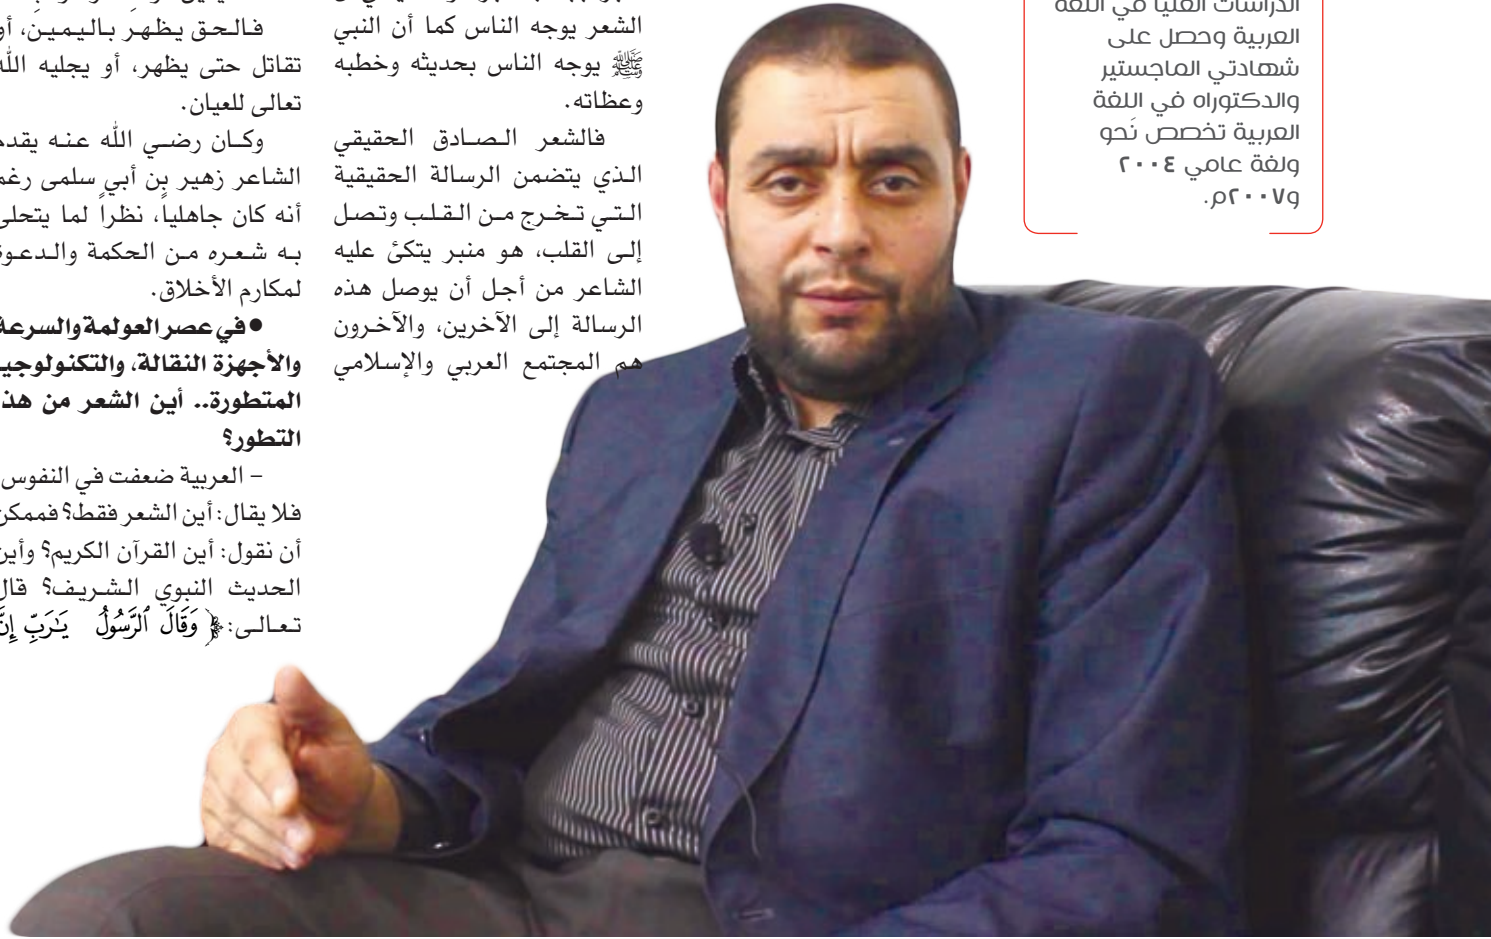 الدراسات العليا في اللغة
العربية وحصل على
شهادتي الماجستير
والدكتوراه في اللغة
العربية تخصص نَحو
ولغة عامي ٢٠٠٤
و٢٠٠٧م.
الشعر يوجه الناس كما أن النبي
ﷺ يوجه الناس بحديثه وخطبه
وعظاته.
فالشعر الصادق الحقيقي
الذي يتضمن الرسالة الحقيقية
التي تخرج من القلب وتصل
إلى القلب، هو منبر يتكئ عليه
الشاعر من أجل أن يوصل هذه
الرسالة إلى الآخرين، والآخرون
هم المجتمع العربي والإسلامي
فالحق يظهر باليمين، أو
تقاتل حتى يظهر، أو يجليه الله
تعالى للعيان.
وكان رضي الله عنه يقدم
الشاعر زهير بن أبي سلمى رغم
أنه كان جاهلياً، نظراً لما يتحلى
به شعره من الحكمة والدعوة
لمكارم الأخلاق.
● في عصر العولمة والسرعة
والأجهزة النقالة، والتكنولوجيا
المتطورة.. أين الشعر من هذا
التطور؟
- العربية ضعفت في النفوس
فلا يقال: أين الشعر فقط؟ فممكن
أن نقول: أين القرآن الكريم؟ وأين
الحديث النبوي الشريف؟ قال
تعالى: ﴿ وَقَالَ ٱلرَّسُولُ يَٰرَبِّ إِنَّ